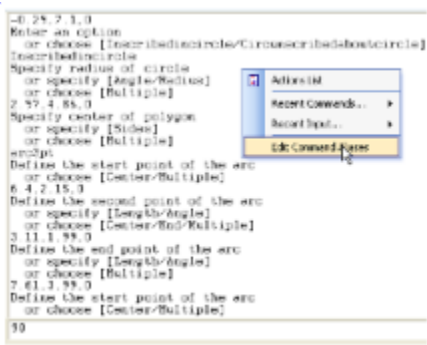 -0.29,7.1,0
Enter an option
or choose [Inscribedincircle/Circumscribedaboutcircle]
Inscribedincircle
Specify radius of circle
or specify [Angle/Radius]
or choose [Multiple]
2.97,4.86,0
Specify center of polygon
or specify [Sides]
or choose [Multiple]
arc3pt
Define the start point of the arc
or choose [Center/Multiple]
6.4,2.15,0
Define the second point of the arc
or specify [Length/Angle]
or choose [Center/End/Multiple]
3.11,1.99,0
Define the end point of the arc
or specify [Length/Angle]
or choose [Multiple]
7.61,3.99,0
Define the start point of the arc
or choose [Center/Multiple]
90
Actions List
Recent Commands...
Recent Input...
Edit Command Aliases